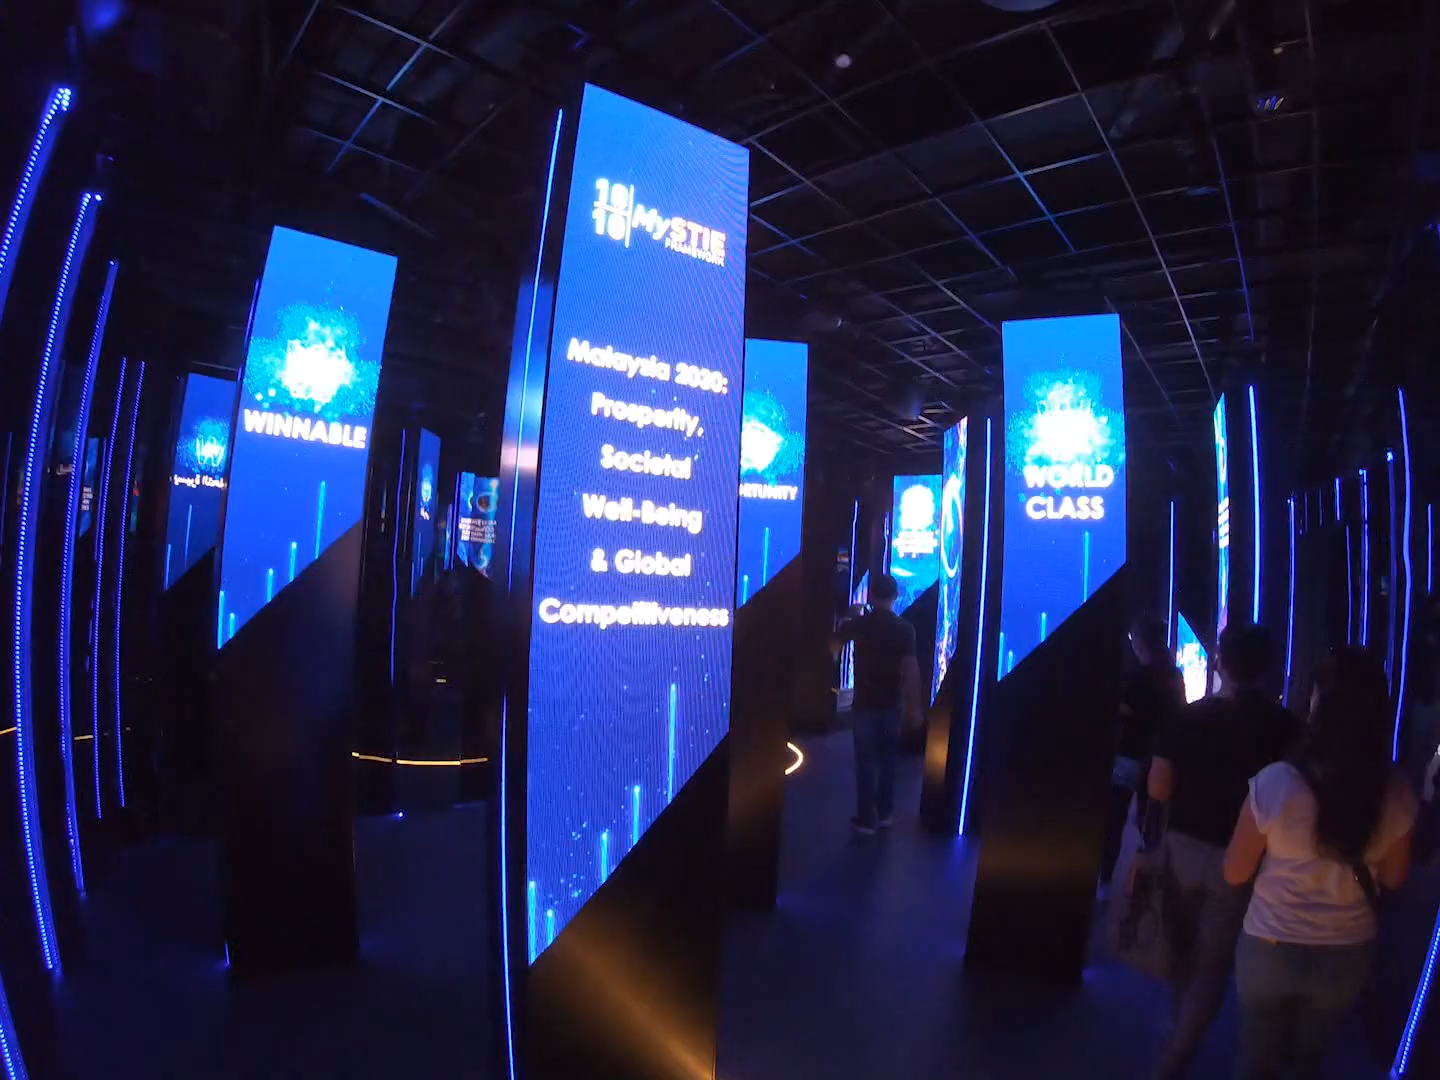 10
10
MySTIE
FRAMEWORK
Malaysia 2030:
Prosperity,
Societal
Well-Being
& Global
Competitiveness
WINNABLE
WORLD
CLASS